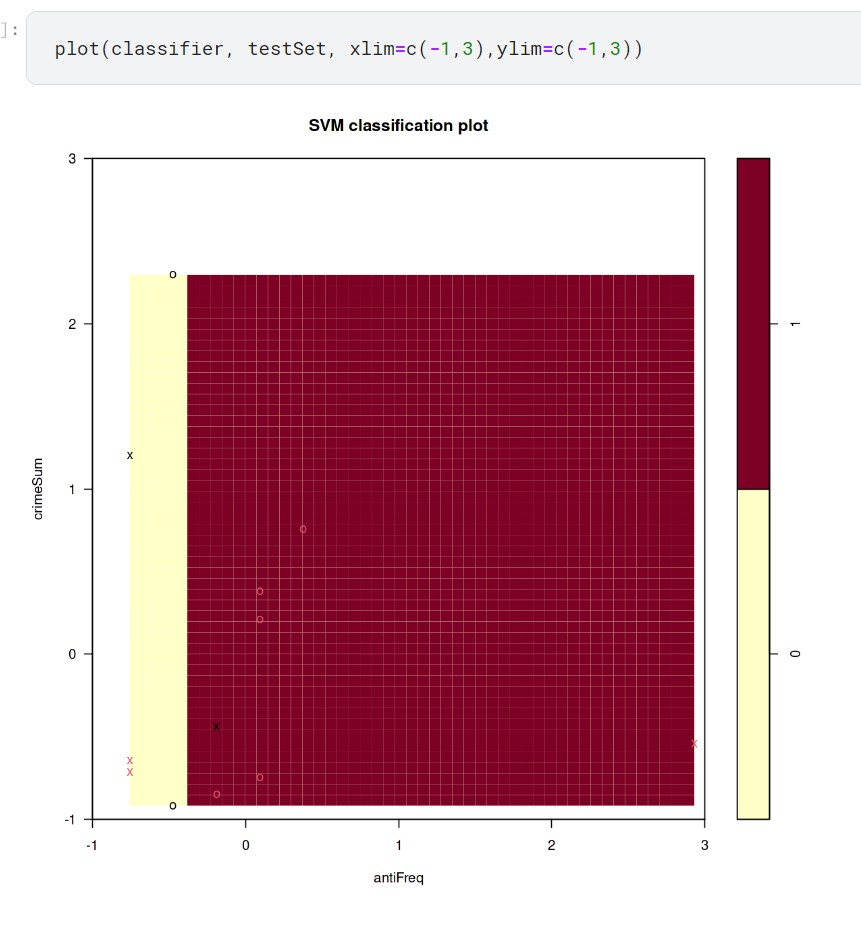 ]:
plot(classifier, testSet, xlim=c(-1,3),ylim=c(-1,3))
SVM classification plot
3
2
1
0
-1
crimeSum
-1 0 1 2 3
antiFreq
1
0
o
x
o
o
o
x
x
x
x
o
o
o